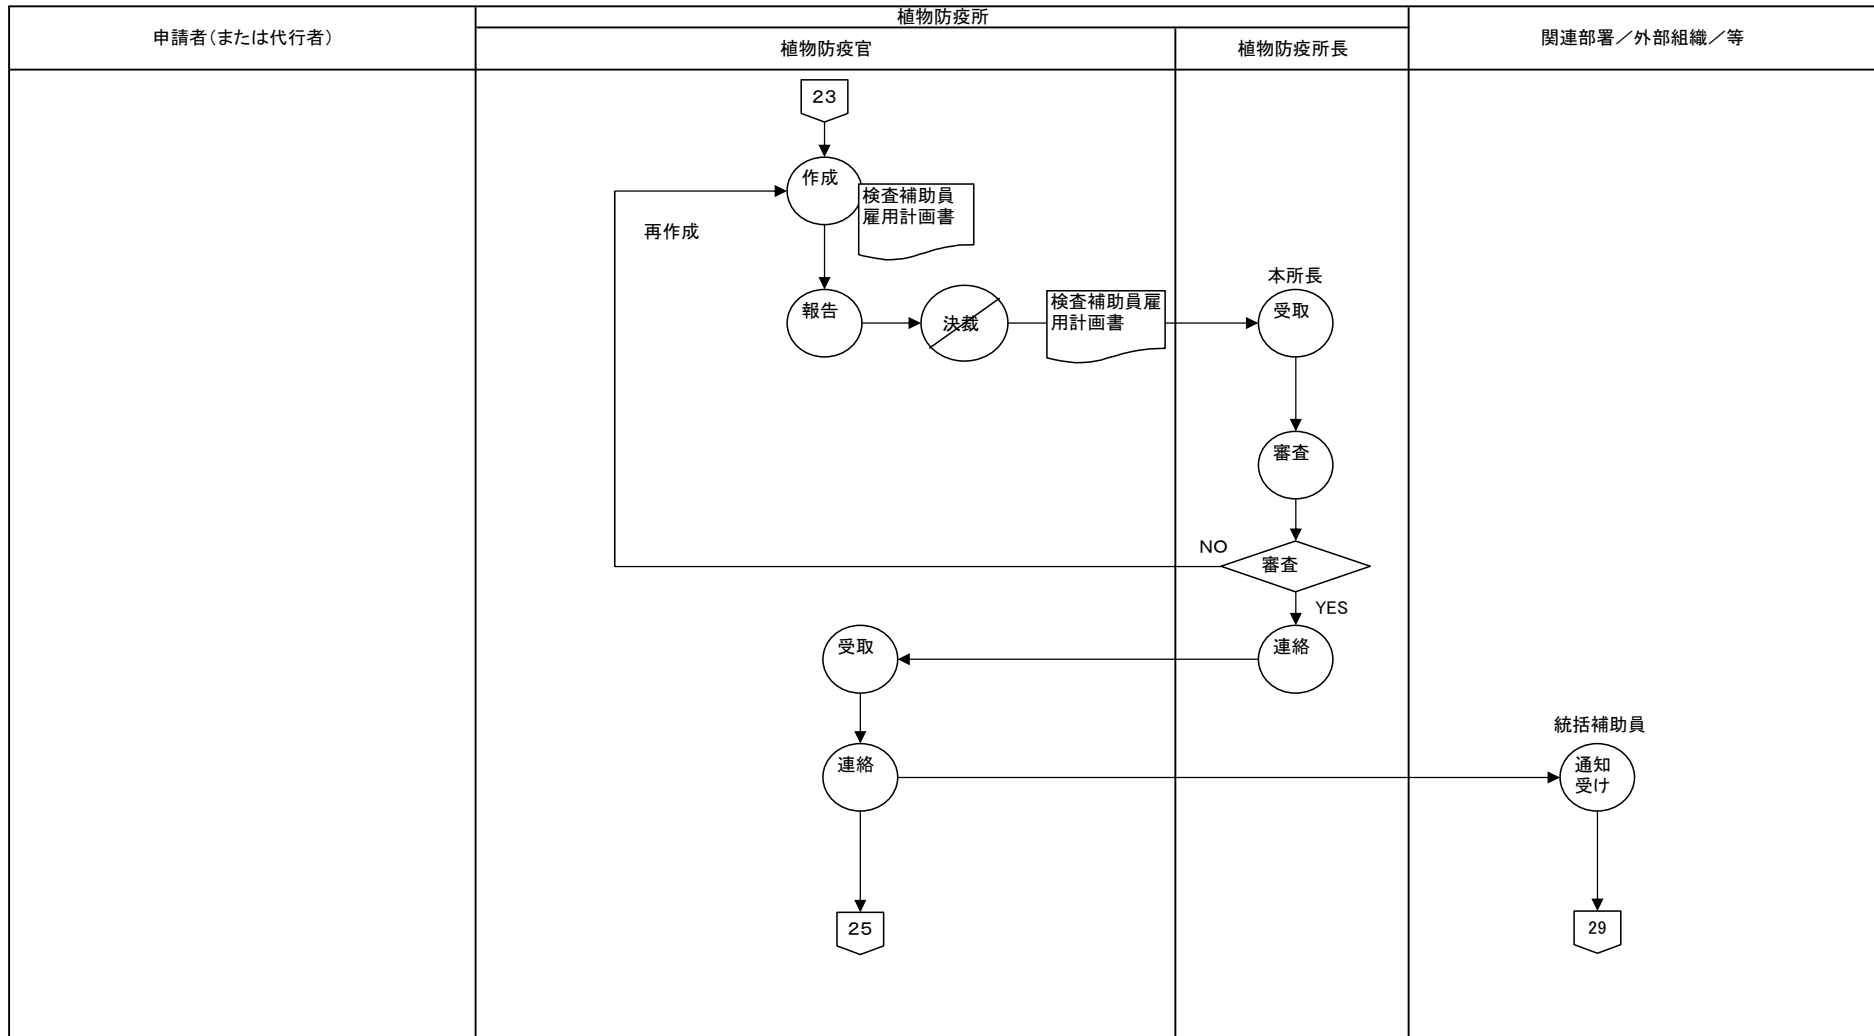 植物防疫所
申請者(または代行者)
植物防疫官
植物防疫所長
関連部署/外部組織/等
23
作成
検査補助員
雇用計画書
再作成
本所長
報告
決裁
検査補助員雇
用計画書
受取
審査
NO
審査
YES
受取
連絡
統括補助員
連絡
通知
受け
25
29